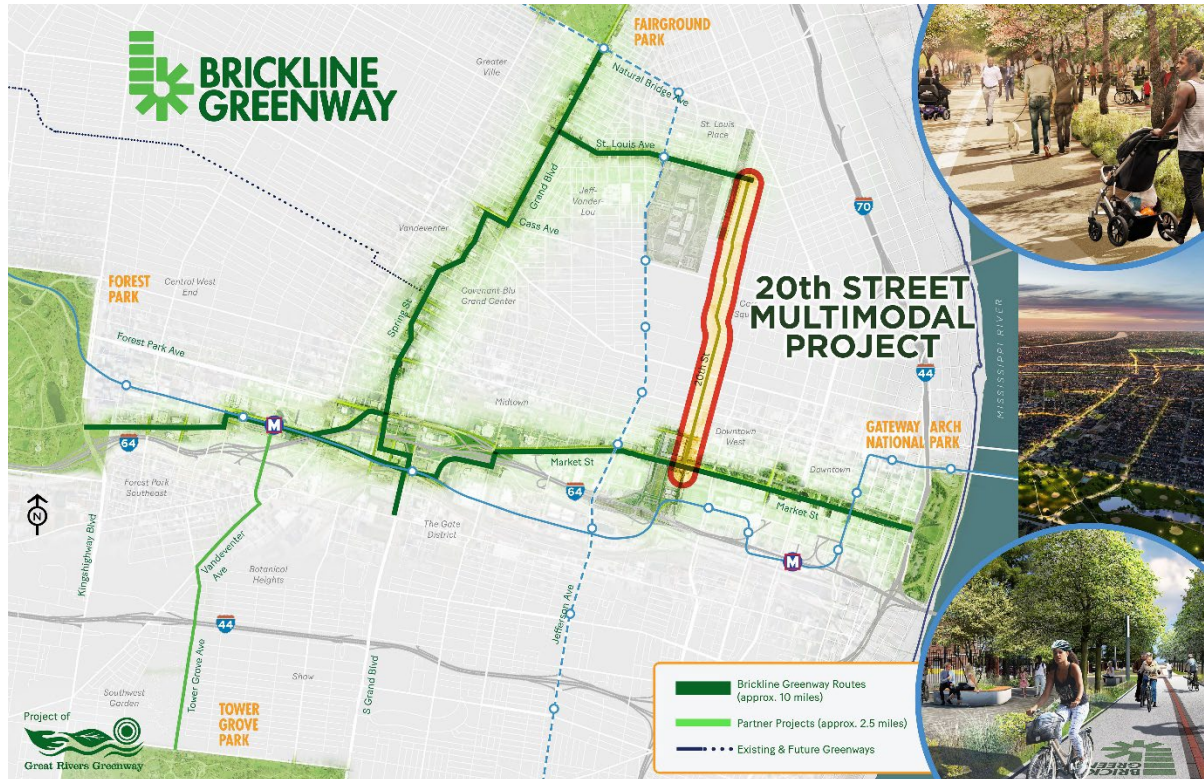 BRICKLINE
GREENWAY
FAIRGROUND
PARK
Greater
Ville
Natural Bridge Ave
St. Louis
Place
St. Louis Ave
Grand Blvd
Jeff-
Vander-
Lou
Cass Ave
Vandeventer
70
FOREST
PARK
Central West
End
Covenant-Blu
Grand Center
Spring St
20th STREET
MULTIMODAL
PROJECT
Forest Park Ave
20th St
MISSISSIPPI RIVER
Midtown
44
M
Downtown
West
GATEWAY ARCH
NATIONAL PARK
64
Market St
Downtown
64
Forest Park
Southeast
Market St
N
The Gate
District
M
Kingshighway Blvd
Vandeventer
Ave
Botanical
Heights
Jefferson Ave
44
Tower Grove Ave
Shaw
S Grand Blvd
Southwest
Garden
TOWER
GROVE
PARK
Project of
Great Rivers Greenway
Brickline Greenway Routes
(approx. 10 miles)
Partner Projects (approx. 2.5 miles)
Existing & Future Greenways